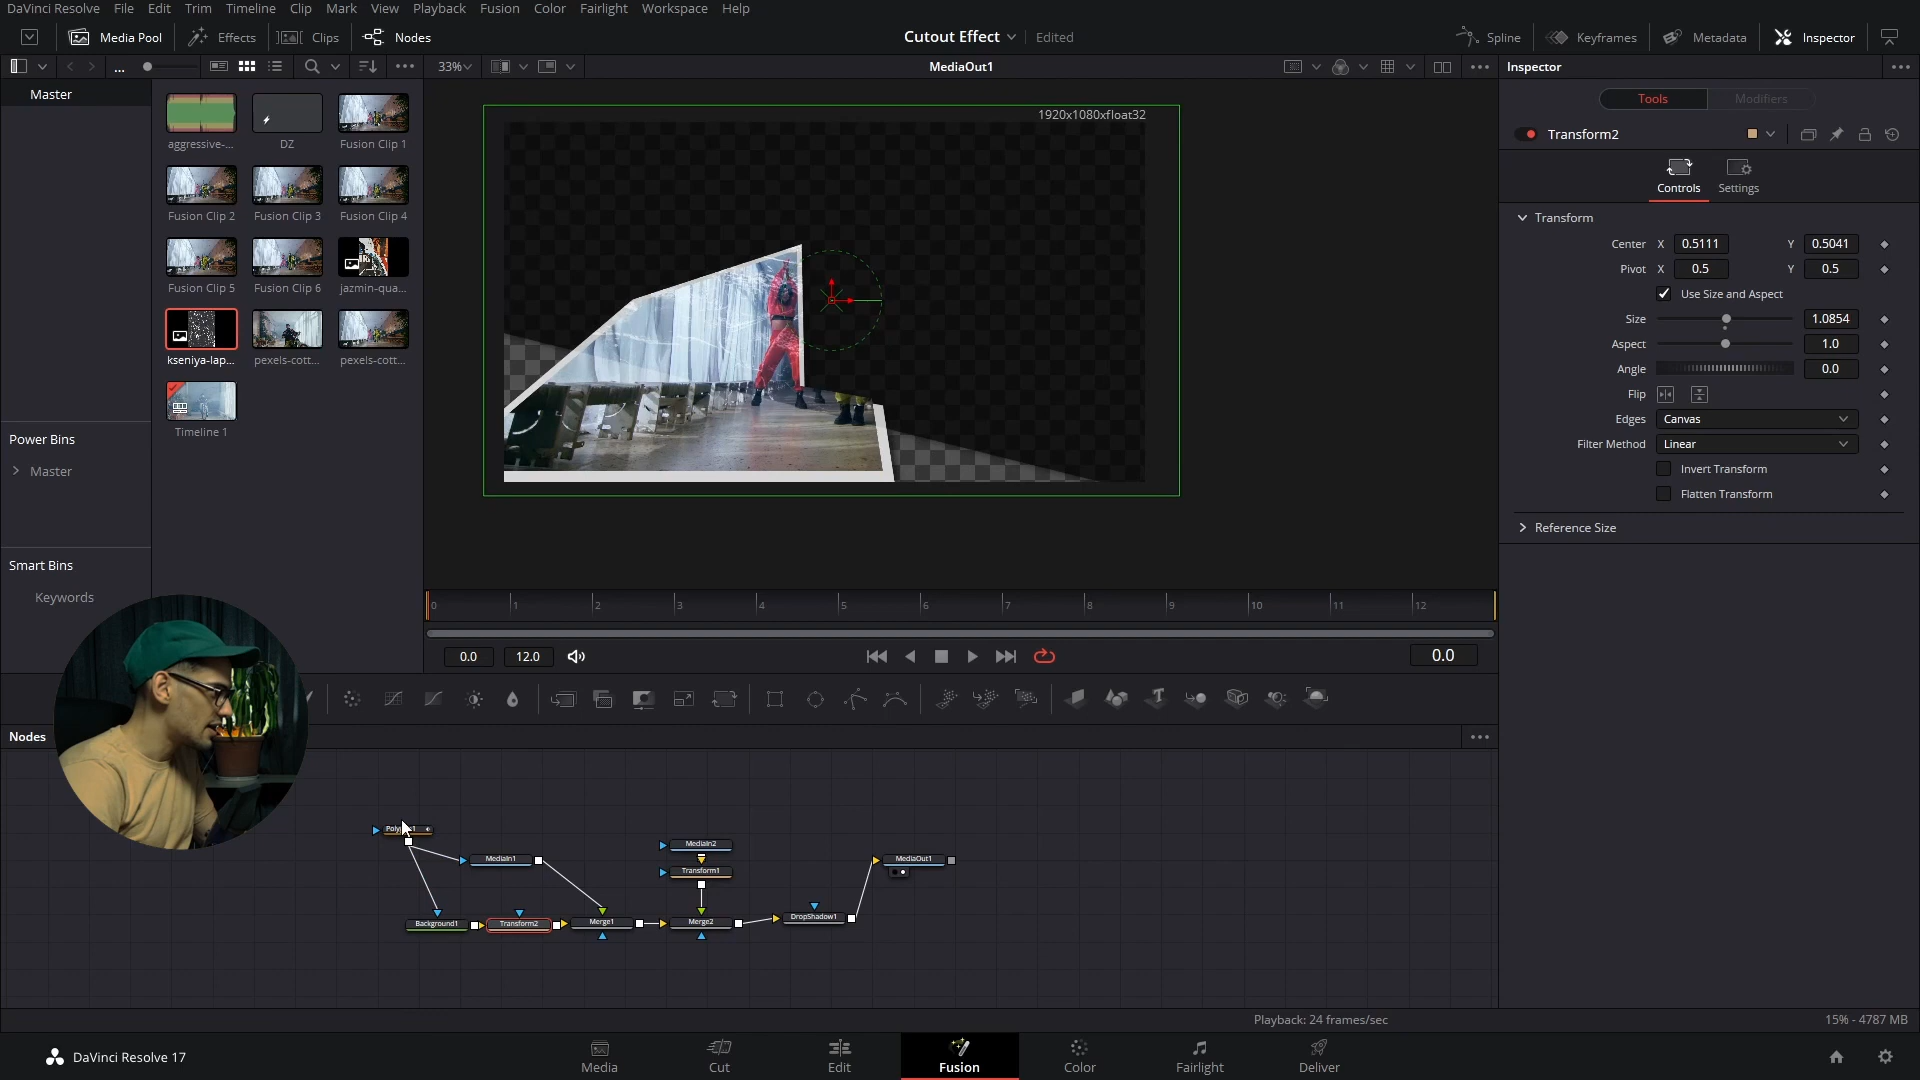 DaVinci Resolve File Edit Trim Timeline Clip Mark View Playback Fusion Color Fairlight Workspace Help
Media Pool Effects Clips Nodes Cutout Effect Edited Spline Keyframes Metadata Inspector
... 33% MediaOut1 Inspector
Master
1920x1080xfloat32
Tools Modifiers
Transform2
Controls Settings
aggressive-... DZ Fusion Clip 1
Fusion Clip 2 Fusion Clip 3 Fusion Clip 4
Fusion Clip 5 Fusion Clip 6 jazmin-qua...
kseniya-lap... pexels-cott... pexels-cott...
Timeline 1
Transform
Center X 0.5111 Y 0.5041
Pivot X 0.5 Y 0.5
Use Size and Aspect
Size 1.0854
Aspect 1.0
Angle 0.0
Flip
Edges Canvas
Filter Method Linear
Invert Transform
Flatten Transform
Reference Size
Power Bins
Master
Smart Bins
Keywords
0 1 2 3 4 5 6 7 8 9 10 11 12
0.0 12.0 0.0
Nodes
MediaIn1
MediaIn2
Transform1
MediaOut1
Background1 Transform2 Merge1 Merge2 DropShadow1
Playback: 24 frames/sec 15% - 4787 MB
DaVinci Resolve 17 Media Cut Edit Fusion Color Fairlight Deliver